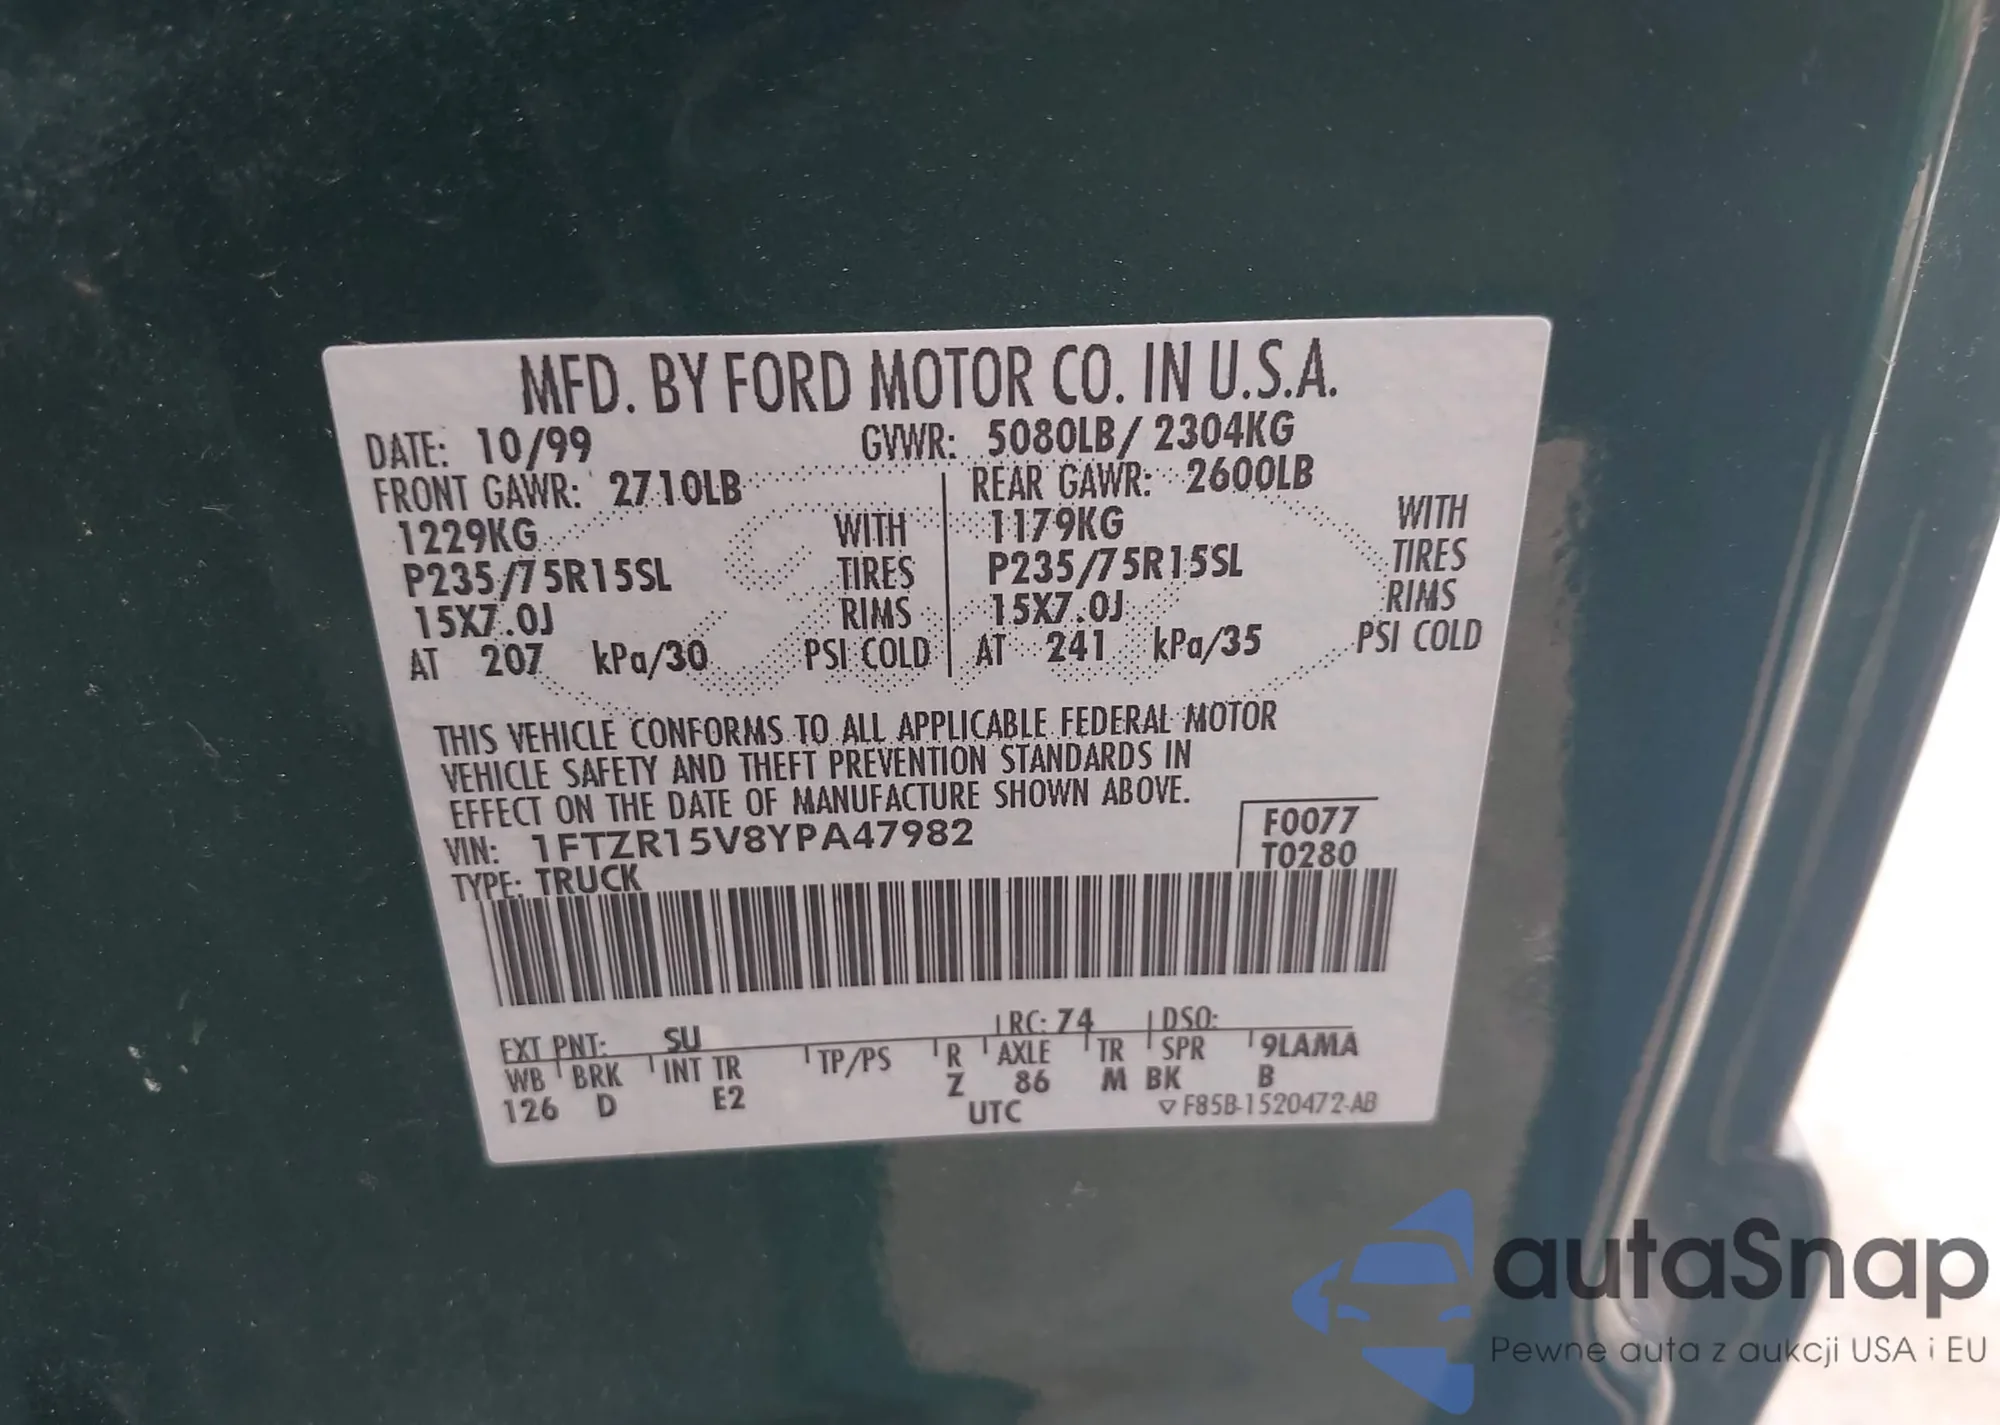 MFD. BY FORD MOTOR CO. IN U.S.A.
DATE: 10/99 GVWR: 5080LB/ 2304KG
FRONT GAWR: 2710LB REAR GAWR: 2600LB
1229KG WITH 1179KG WITH
P235/75R15SL TIRES P235/75R15SL TIRES
15X7.0J RIMS 15X7.0J RIMS
AT 207 kPa/30 PSI COLD AT 241 kPa/35 PSI COLD
THIS VEHICLE CONFORMS TO ALL APPLICABLE FEDERAL MOTOR
VEHICLE SAFETY AND THEFT PREVENTION STANDARDS IN
EFFECT ON THE DATE OF MANUFACTURE SHOWN ABOVE.
VIN: 1FTZR15V8YPA47982 F0077
TYPE: TRUCK T0280
EXT PNT: SU RC: 74 DSO:
WB BRK INT TR TP/PS R AXLE TR SPR 9LAMA
126 D E2 Z 86 M BK B
UTC ▽ F85B-1520472-AB
autaSnap
Pewne auta z aukcji USA i EU